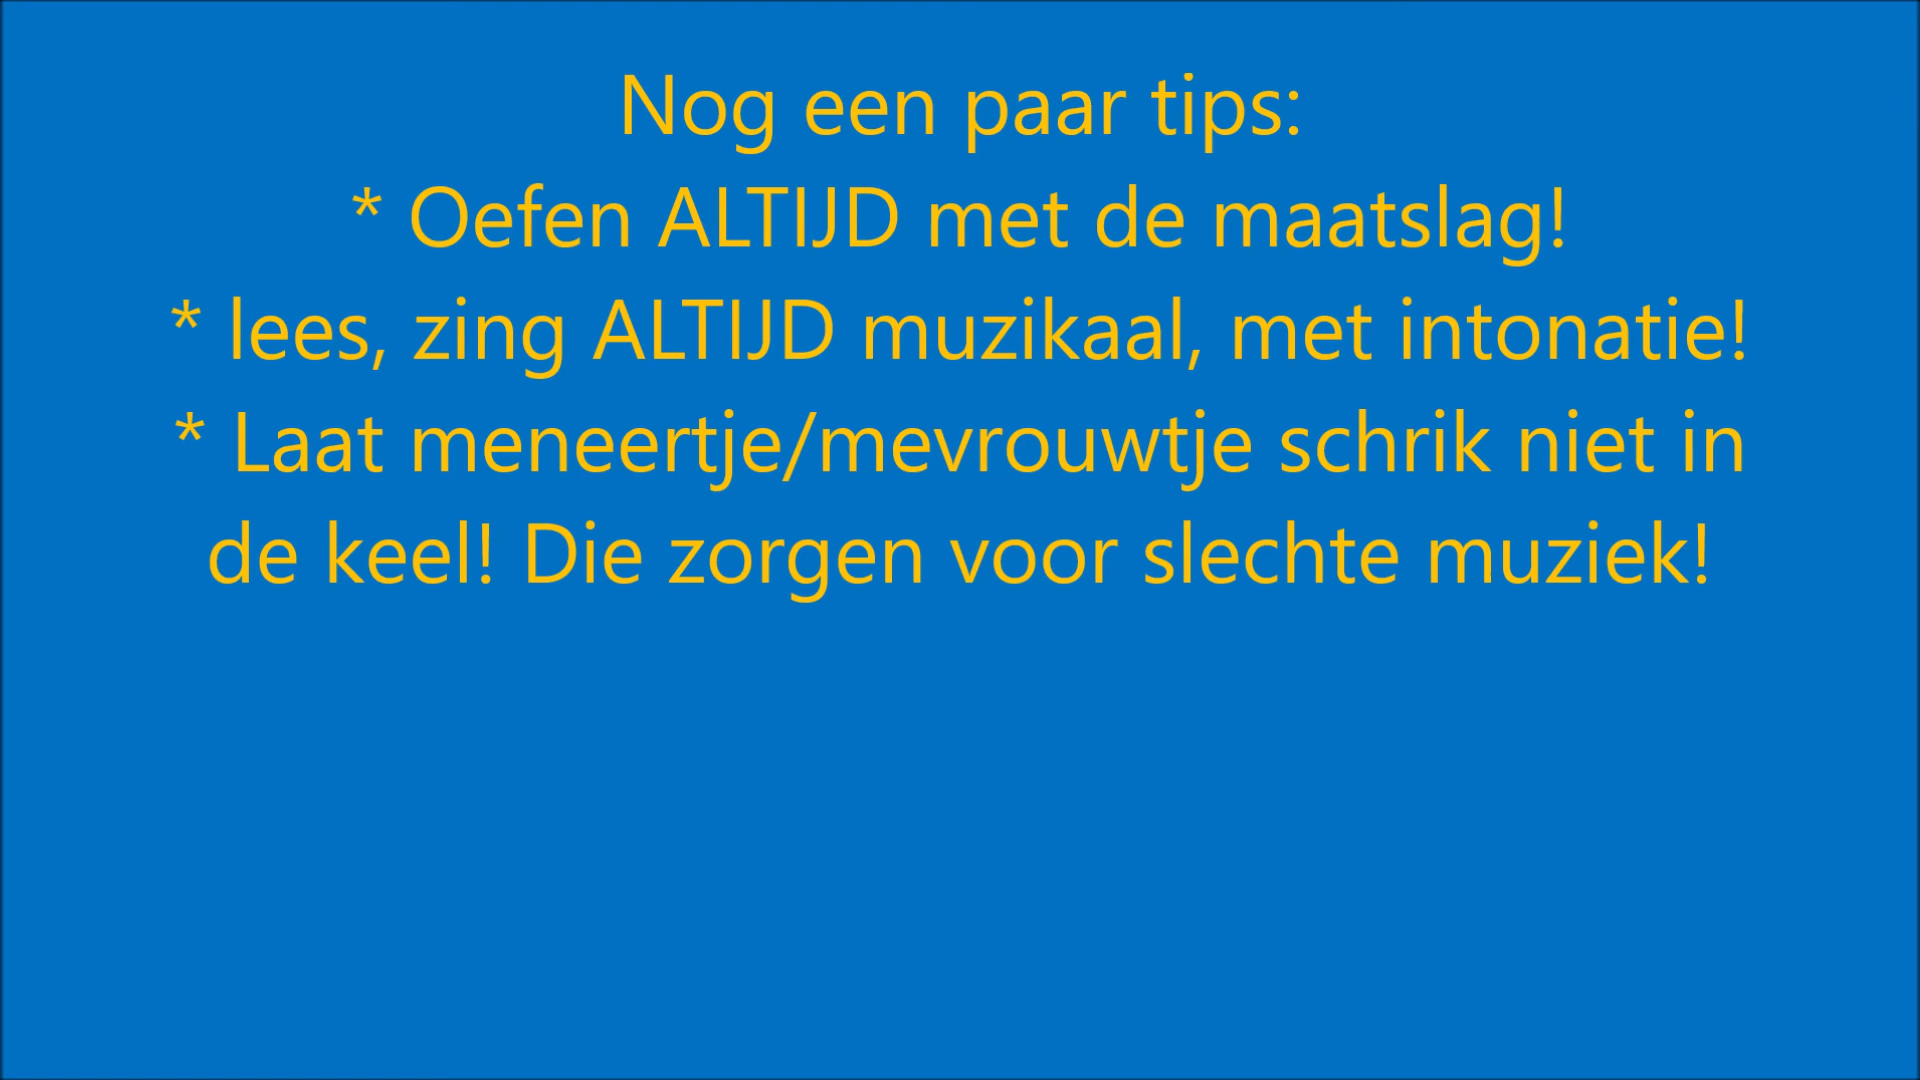 Nog een paar tips:
* Oefen ALTIJD met de maatslag!
* lees, zing ALTIJD muzikaal, met intonatie!
* Laat meneertje/mevrouwtje schrik niet in
de keel! Die zorgen voor slechte muziek!